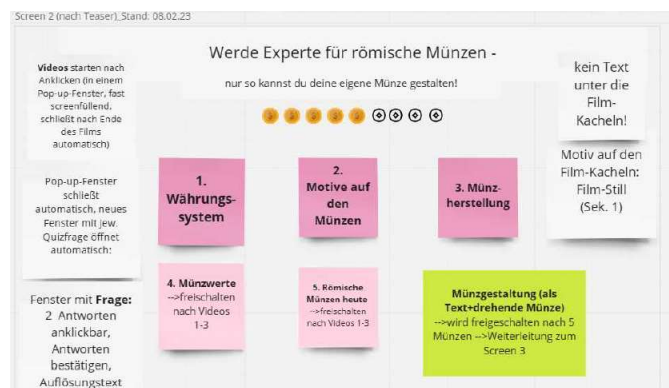 Screen 2 (nach Teaser)_Stand: 08.02.23
Werde Experte für römische Münzen -
nur so kannst du deine eigene Münze gestalten!
Videos starten nach
Anklicken (in einem
Pop-up-Fenster, fast
screenfüllend,
schließt nach Ende
des Films
automatisch)
kein Text
unter die
Film-
Kacheln!
Pop-up-Fenster
schließt
automatisch, neues
Fenster mit jew.
Quizfrage öffnet
automatisch:
1.
Währungs-
system
2.
Motive auf
den
Münzen
3. Münz-
herstellung
Motiv auf den
Film-Kacheln:
Film-Still
(Sek. 1)
Fenster mit Frage:
2 Antworten
anklickbar,
Antworten
bestätigen,
Auflösungstext
4. Münzwerte
-->freischalten
nach Videos
1-3
5. Römische
Münzen heute
-->freischalten
nach Videos 1-3
Münzgestaltung (als
Text+drehende Münze)
-->wird freigeschalten nach 5
Münzen -->Weiterleitung zum
Screen 3